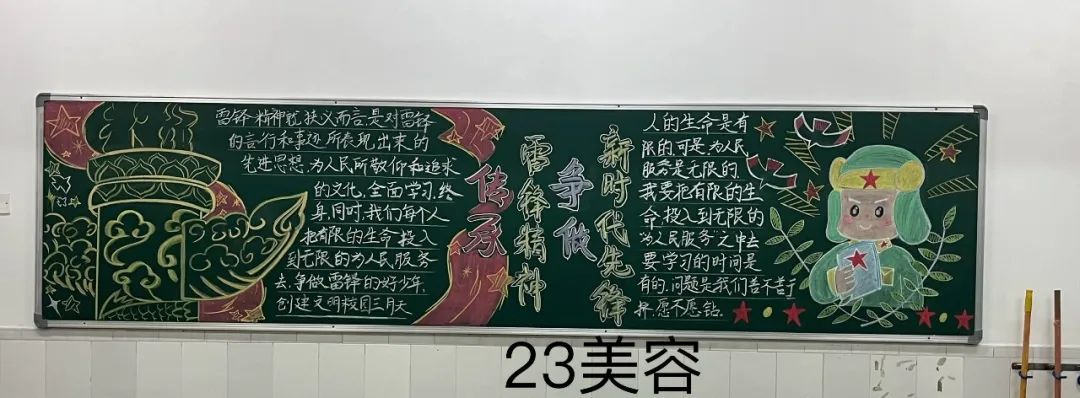 雷铎精神就狭义而言,是对雷铎
的言行和事迹所表现出来的
先进思想,为人民所敬仰和追求
的文化,全面学习,终
身,同时,我们每个人
把有限的生命投入
到无限的为人民服务
去,争做雷铎的好少年,
创建文明校园三月天
传承
雷锋精神
争做
新时代先锋
人的生命是有
限的,可是,为人民
服务是无限的,
我要把有限的生
命,投入到无限的
“为人民服务”之中去
要学习的时间是
有的,问题是我们善不善于
挤,愿不愿钻.
23美容